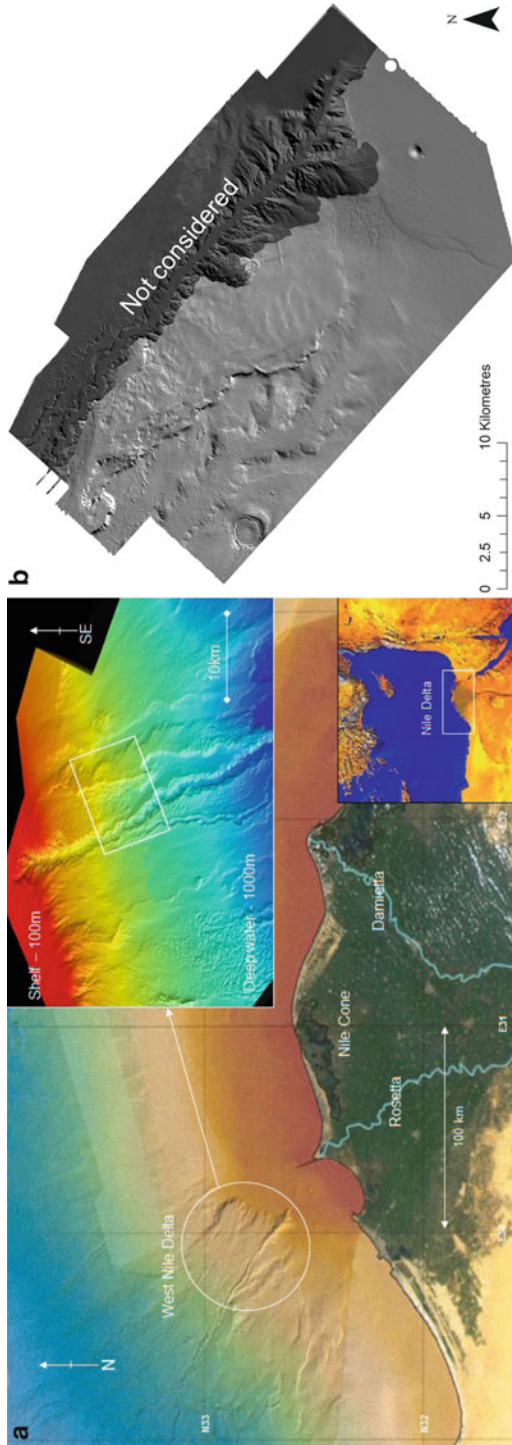 a
N
West Nile Delta
N33
N32
Rosetta
Nile Cone
Damietta
100 km
E31
Shelf – 100m
SE
10km
Deep water - 1000m
Nile Delta
b
Not considered
N
0 2.5 5 10 Kilometres